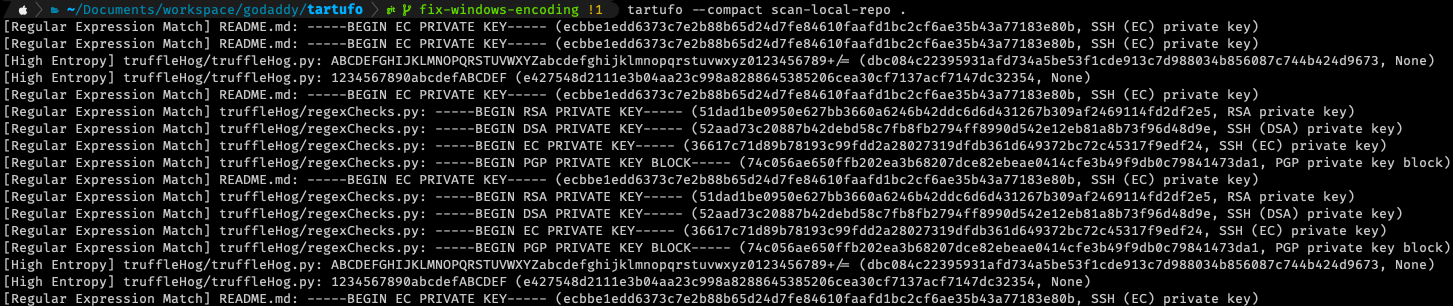 ~/Documents/workspace/godaddy/tartufo fix-windows-encoding !1 tartufo --compact scan-local-repo .
[Regular Expression Match] README.md: -----BEGIN EC PRIVATE KEY----- (ecbbe1edd6373c7e2b88b65d24d7fe84610faafd1bc2cf6ae35b43a77183e80b, SSH (EC) private key)
[Regular Expression Match] README.md: -----BEGIN EC PRIVATE KEY----- (ecbbe1edd6373c7e2b88b65d24d7fe84610faafd1bc2cf6ae35b43a77183e80b, SSH (EC) private key)
[High Entropy] truffleHog/truffleHog.py: ABCDEFGHIJKLMNOPQRSTUVWXYZabcdefghijklmnopqrstuvwxyz0123456789+/= (dbc084c22395931afd734a5be53f1cde913c7d988034b856087c744b424d9673, None)
[High Entropy] truffleHog/truffleHog.py: 1234567890abcdefABCDEF (e427548d2111e3b04aa23c998a8288645385206cea30cf7137acf7147dc32354, None)
[Regular Expression Match] README.md: -----BEGIN EC PRIVATE KEY----- (ecbbe1edd6373c7e2b88b65d24d7fe84610faafd1bc2cf6ae35b43a77183e80b, SSH (EC) private key)
[Regular Expression Match] truffleHog/regexChecks.py: -----BEGIN RSA PRIVATE KEY----- (51dad1be0950e627bb3660a6246b42ddc6d6d431267b309af2469114fd2df2e5, RSA private key)
[Regular Expression Match] truffleHog/regexChecks.py: -----BEGIN DSA PRIVATE KEY----- (52aad73c20887b42debd58c7fb8fb2794ff8990d542e12eb81a8b73f96d48d9e, SSH (DSA) private key)
[Regular Expression Match] truffleHog/regexChecks.py: -----BEGIN EC PRIVATE KEY----- (36617c71d89b78193c99fdd2a28027319dfdb361d649372bc72c45317f9edf24, SSH (EC) private key)
[Regular Expression Match] truffleHog/regexChecks.py: -----BEGIN PGP PRIVATE KEY BLOCK----- (74c056ae650ffb202ea3b68207dce82ebeae0414cfe3b49f9db0c79841473da1, PGP private key block)
[Regular Expression Match] README.md: -----BEGIN EC PRIVATE KEY----- (ecbbe1edd6373c7e2b88b65d24d7fe84610faafd1bc2cf6ae35b43a77183e80b, SSH (EC) private key)
[Regular Expression Match] truffleHog/regexChecks.py: -----BEGIN RSA PRIVATE KEY----- (51dad1be0950e627bb3660a6246b42ddc6d6d431267b309af2469114fd2df2e5, RSA private key)
[Regular Expression Match] truffleHog/regexChecks.py: -----BEGIN DSA PRIVATE KEY----- (52aad73c20887b42debd58c7fb8fb2794ff8990d542e12eb81a8b73f96d48d9e, SSH (DSA) private key)
[Regular Expression Match] truffleHog/regexChecks.py: -----BEGIN EC PRIVATE KEY----- (36617c71d89b78193c99fdd2a28027319dfdb361d649372bc72c45317f9edf24, SSH (EC) private key)
[Regular Expression Match] truffleHog/regexChecks.py: -----BEGIN PGP PRIVATE KEY BLOCK----- (74c056ae650ffb202ea3b68207dce82ebeae0414cfe3b49f9db0c79841473da1, PGP private key block)
[High Entropy] truffleHog/truffleHog.py: ABCDEFGHIJKLMNOPQRSTUVWXYZabcdefghijklmnopqrstuvwxyz0123456789+/= (dbc084c22395931afd734a5be53f1cde913c7d988034b856087c744b424d9673, None)
[High Entropy] truffleHog/truffleHog.py: 1234567890abcdefABCDEF (e427548d2111e3b04aa23c998a8288645385206cea30cf7137acf7147dc32354, None)
[Regular Expression Match] README.md: -----BEGIN EC PRIVATE KEY----- (ecbbe1edd6373c7e2b88b65d24d7fe84610faafd1bc2cf6ae35b43a77183e80b, SSH (EC) private key)